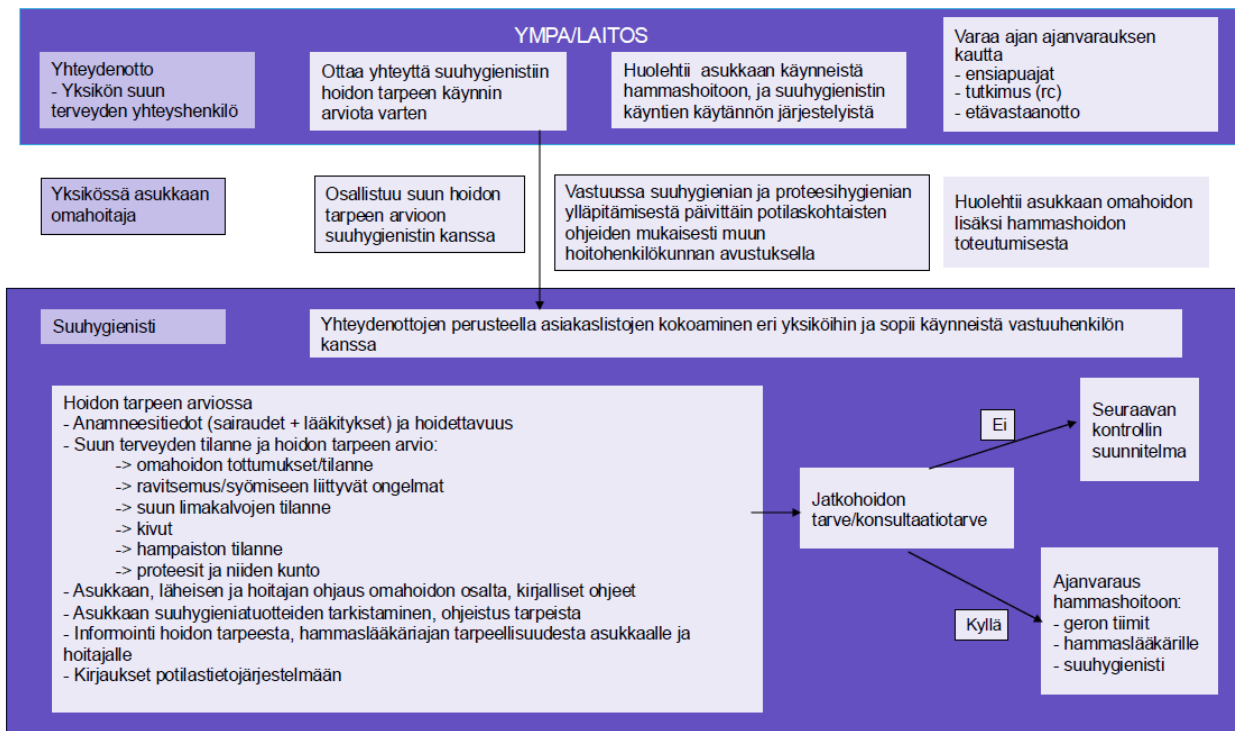 YMPA/LAITOS
Yhteydenotto
- Yksikön suun
terveyden yhteyshenkilö
Ottaa yhteyttä suuhygienistiin
hoidon tarpeen käynnin
arviota varten
Huolehtii asukkaan käynneistä
hammashoitoon, ja suuhygienistin
käyntien käytännön järjestelyistä
Varaa ajan ajanvarauksen
kautta
- ensiapuajat
- tutkimus (rc)
- etävastaanotto
Yksikössä asukkaan
omahoitaja
Osallistuu suun hoidon
tarpeen arvioon
suuhygienistin kanssa
Vastuussa suuhygienian ja proteesihygienian
ylläpitämisestä päivittäin potilaskohtaisten
ohjeiden mukaisesti muun
hoitohenkilökunnan avustuksella
Huolehtii asukkaan omahoidon
lisäksi hammashoidon
toteutumisesta
Suuhygienisti
Yhteydenottojen perusteella asiakaslistojen kokoaminen eri yksiköihin ja sopii käynneistä vastuuhenkilön
kanssa
Hoidon tarpeen arviossa
- Anamneesitiedot (sairaudet + lääkitykset) ja hoidettavuus
- Suun terveyden tilanne ja hoidon tarpeen arvio:
-> omahoidon tottumukset/tilanne
-> ravitsemus/syömiseen liittyvät ongelmat
-> suun limakalvojen tilanne
-> kivut
-> hampaiston tilanne
-> proteesit ja niiden kunto
- Asukkaan, läheisen ja hoitajan ohjaus omahoidon osalta, kirjalliset ohjeet
- Asukkaan suuhygieniatuotteiden tarkistaminen, ohjeistus tarpeista
- Informointi hoidon tarpeesta, hammaslääkäriajan tarpeellisuudesta asukkaalle ja
hoitajalle
- Kirjaukset potilastietojärjestelmään
Jatkohoidon
tarve/konsultaatiotarve
Ei
Seuraavan
kontrollin
suunnitelma
Kyllä
Ajanvaraus
hammashoitoon:
- geron tiimit
- hammaslääkärille
- suuhygienisti